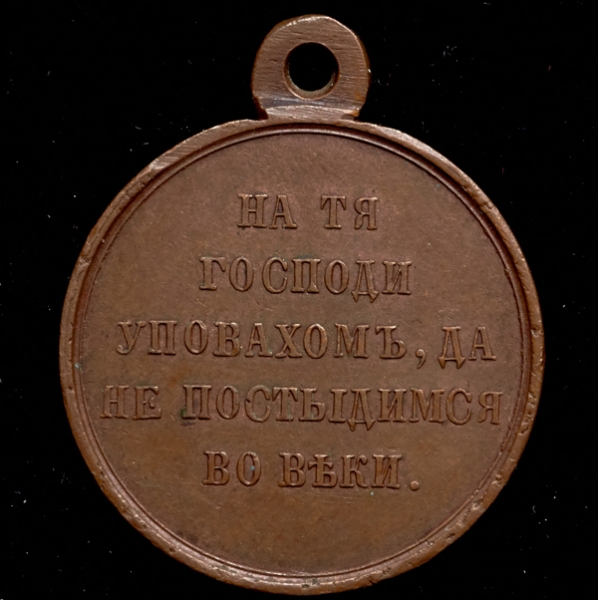 НА ТЯ
ГОСПОДИ
УПОВАХОМЪ, ДА
НЕ ПОСТЫДИМСЯ
ВО ВѢКИ.